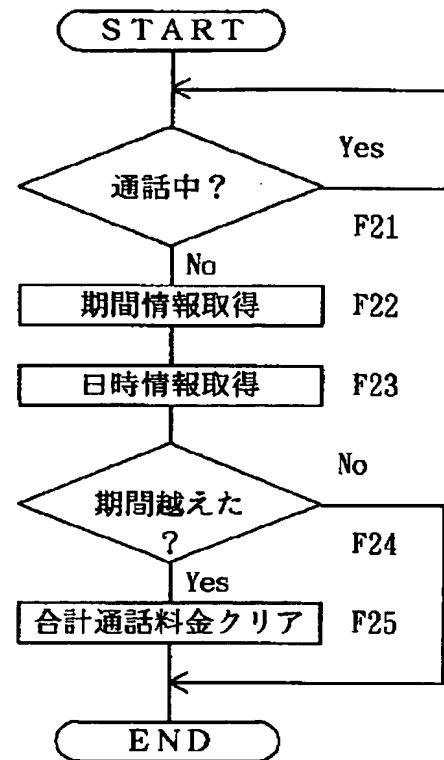 START
Yes
通話中?
F21
No
期間情報取得 F22
日時情報取得 F23
No
期間越えた
?
F24
Yes
合計通話料金クリア F25
END